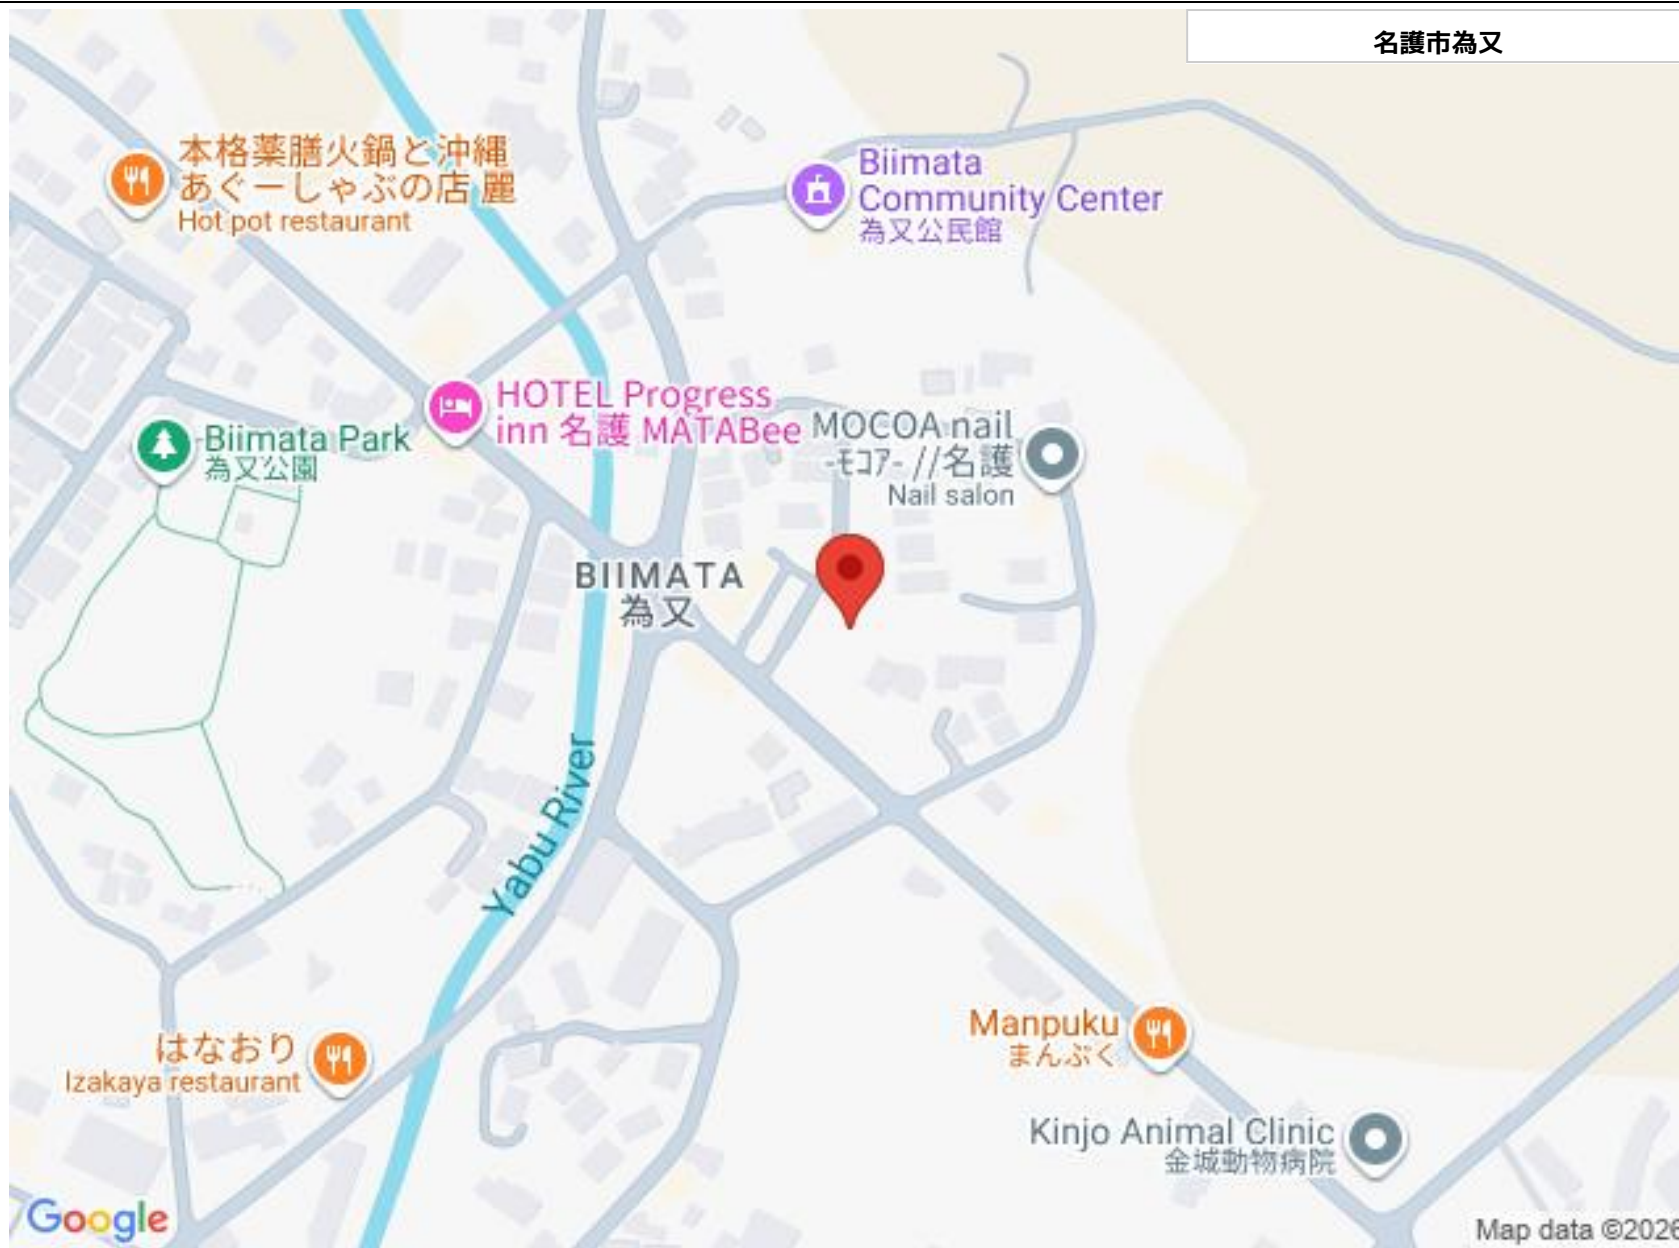 名護市為又
本格薬膳火鍋と沖縄
あぐーしゃぶの店 麗
Hot pot restaurant
Biimata
Community Center
為又公民館
HOTEL Progress
inn 名護 MATABee
MOCOA nail
-モコア- //名護
Nail salon
Biimata Park
為又公園
BIIMATA
為又
Yabu River
はなおり
Izakaya restaurant
Manpuku
まんぷく
Kinjo Animal Clinic
金城動物病院
Google
Map data ©2026